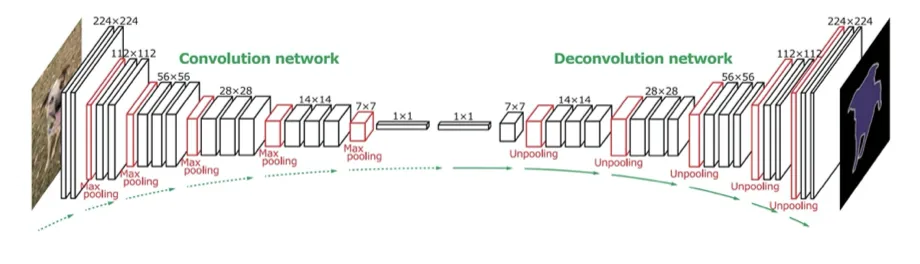 224×224
112×112
56×56
28×28
14×14
7×7
1×1
1×1
7×7
14×14
28×28
56×56
112×112
224×224
Convolution network
Deconvolution network
Max
pooling
Max
pooling
Max
pooling
Max
pooling
Max
pooling
Unpooling
Unpooling
Unpooling
Unpooling
Unpooling